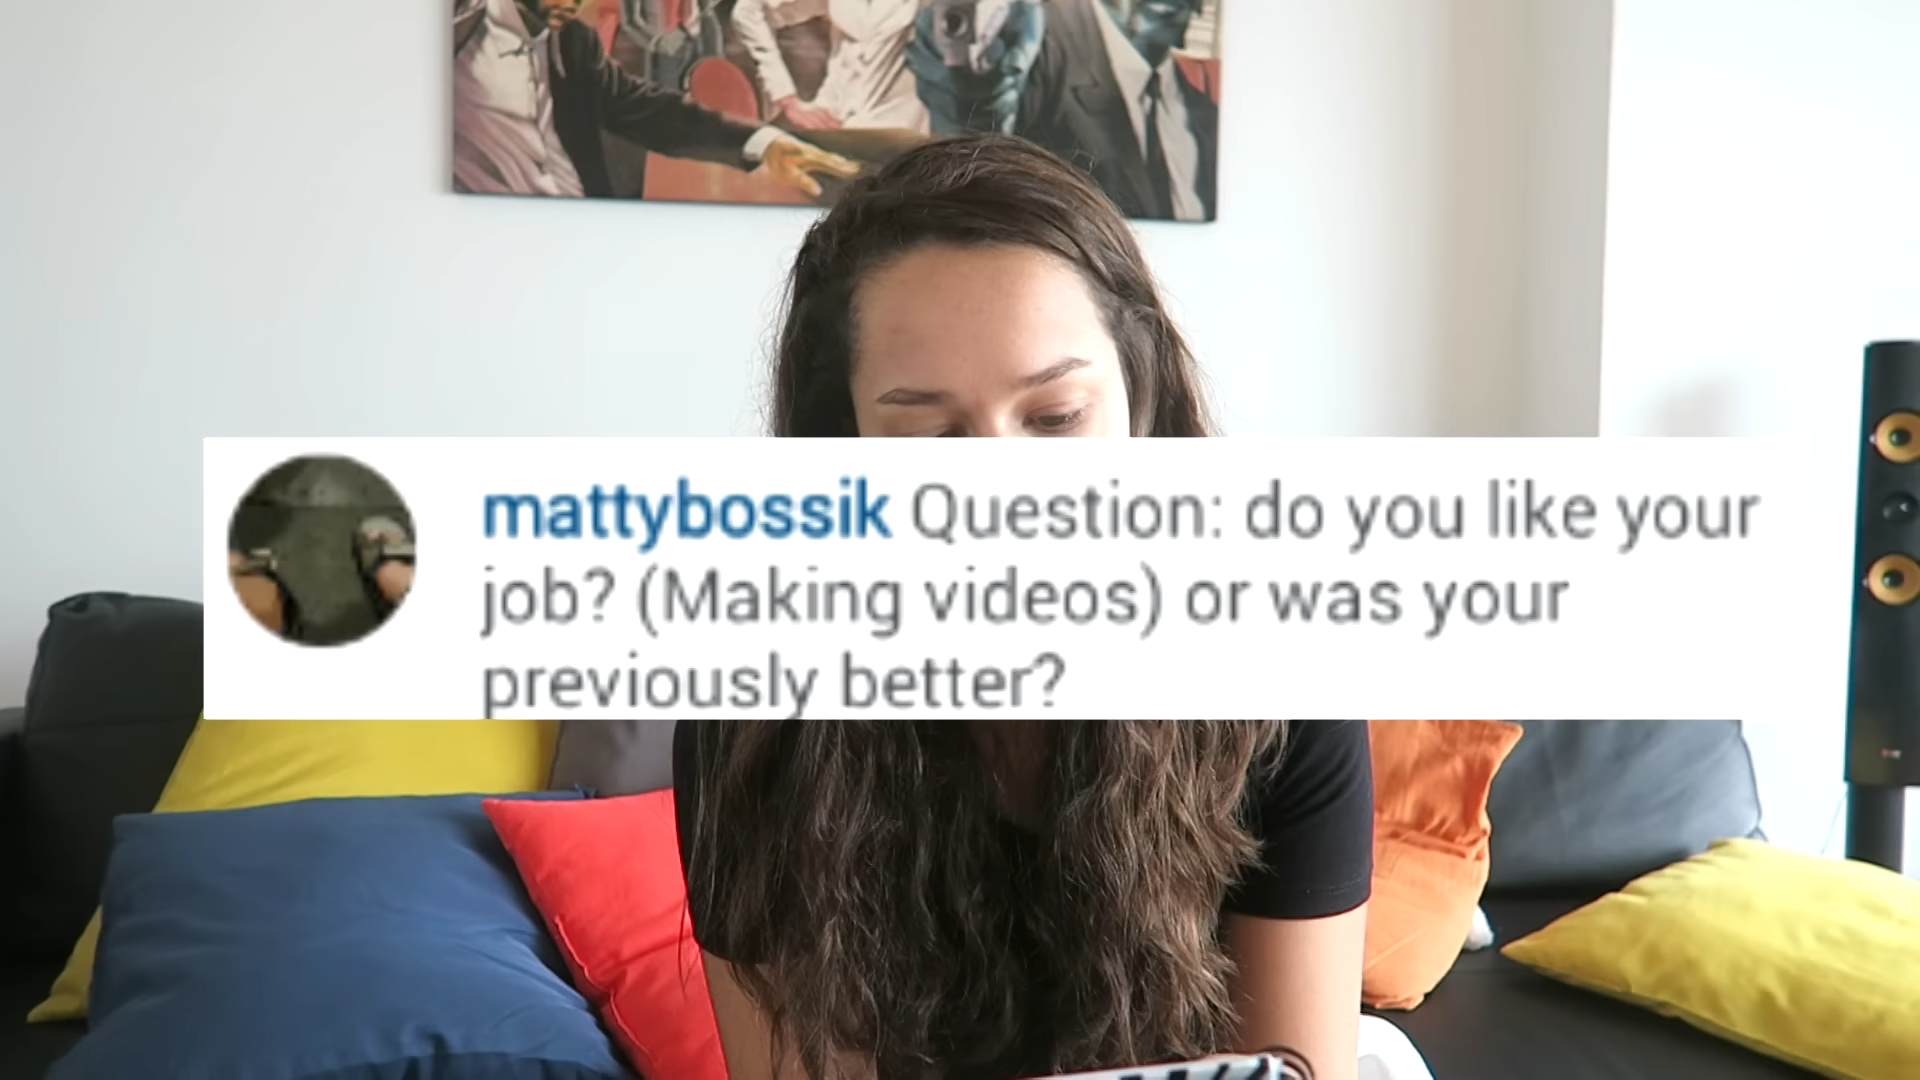 mattybossik Question: do you like your
job? (Making videos) or was your
previously better?